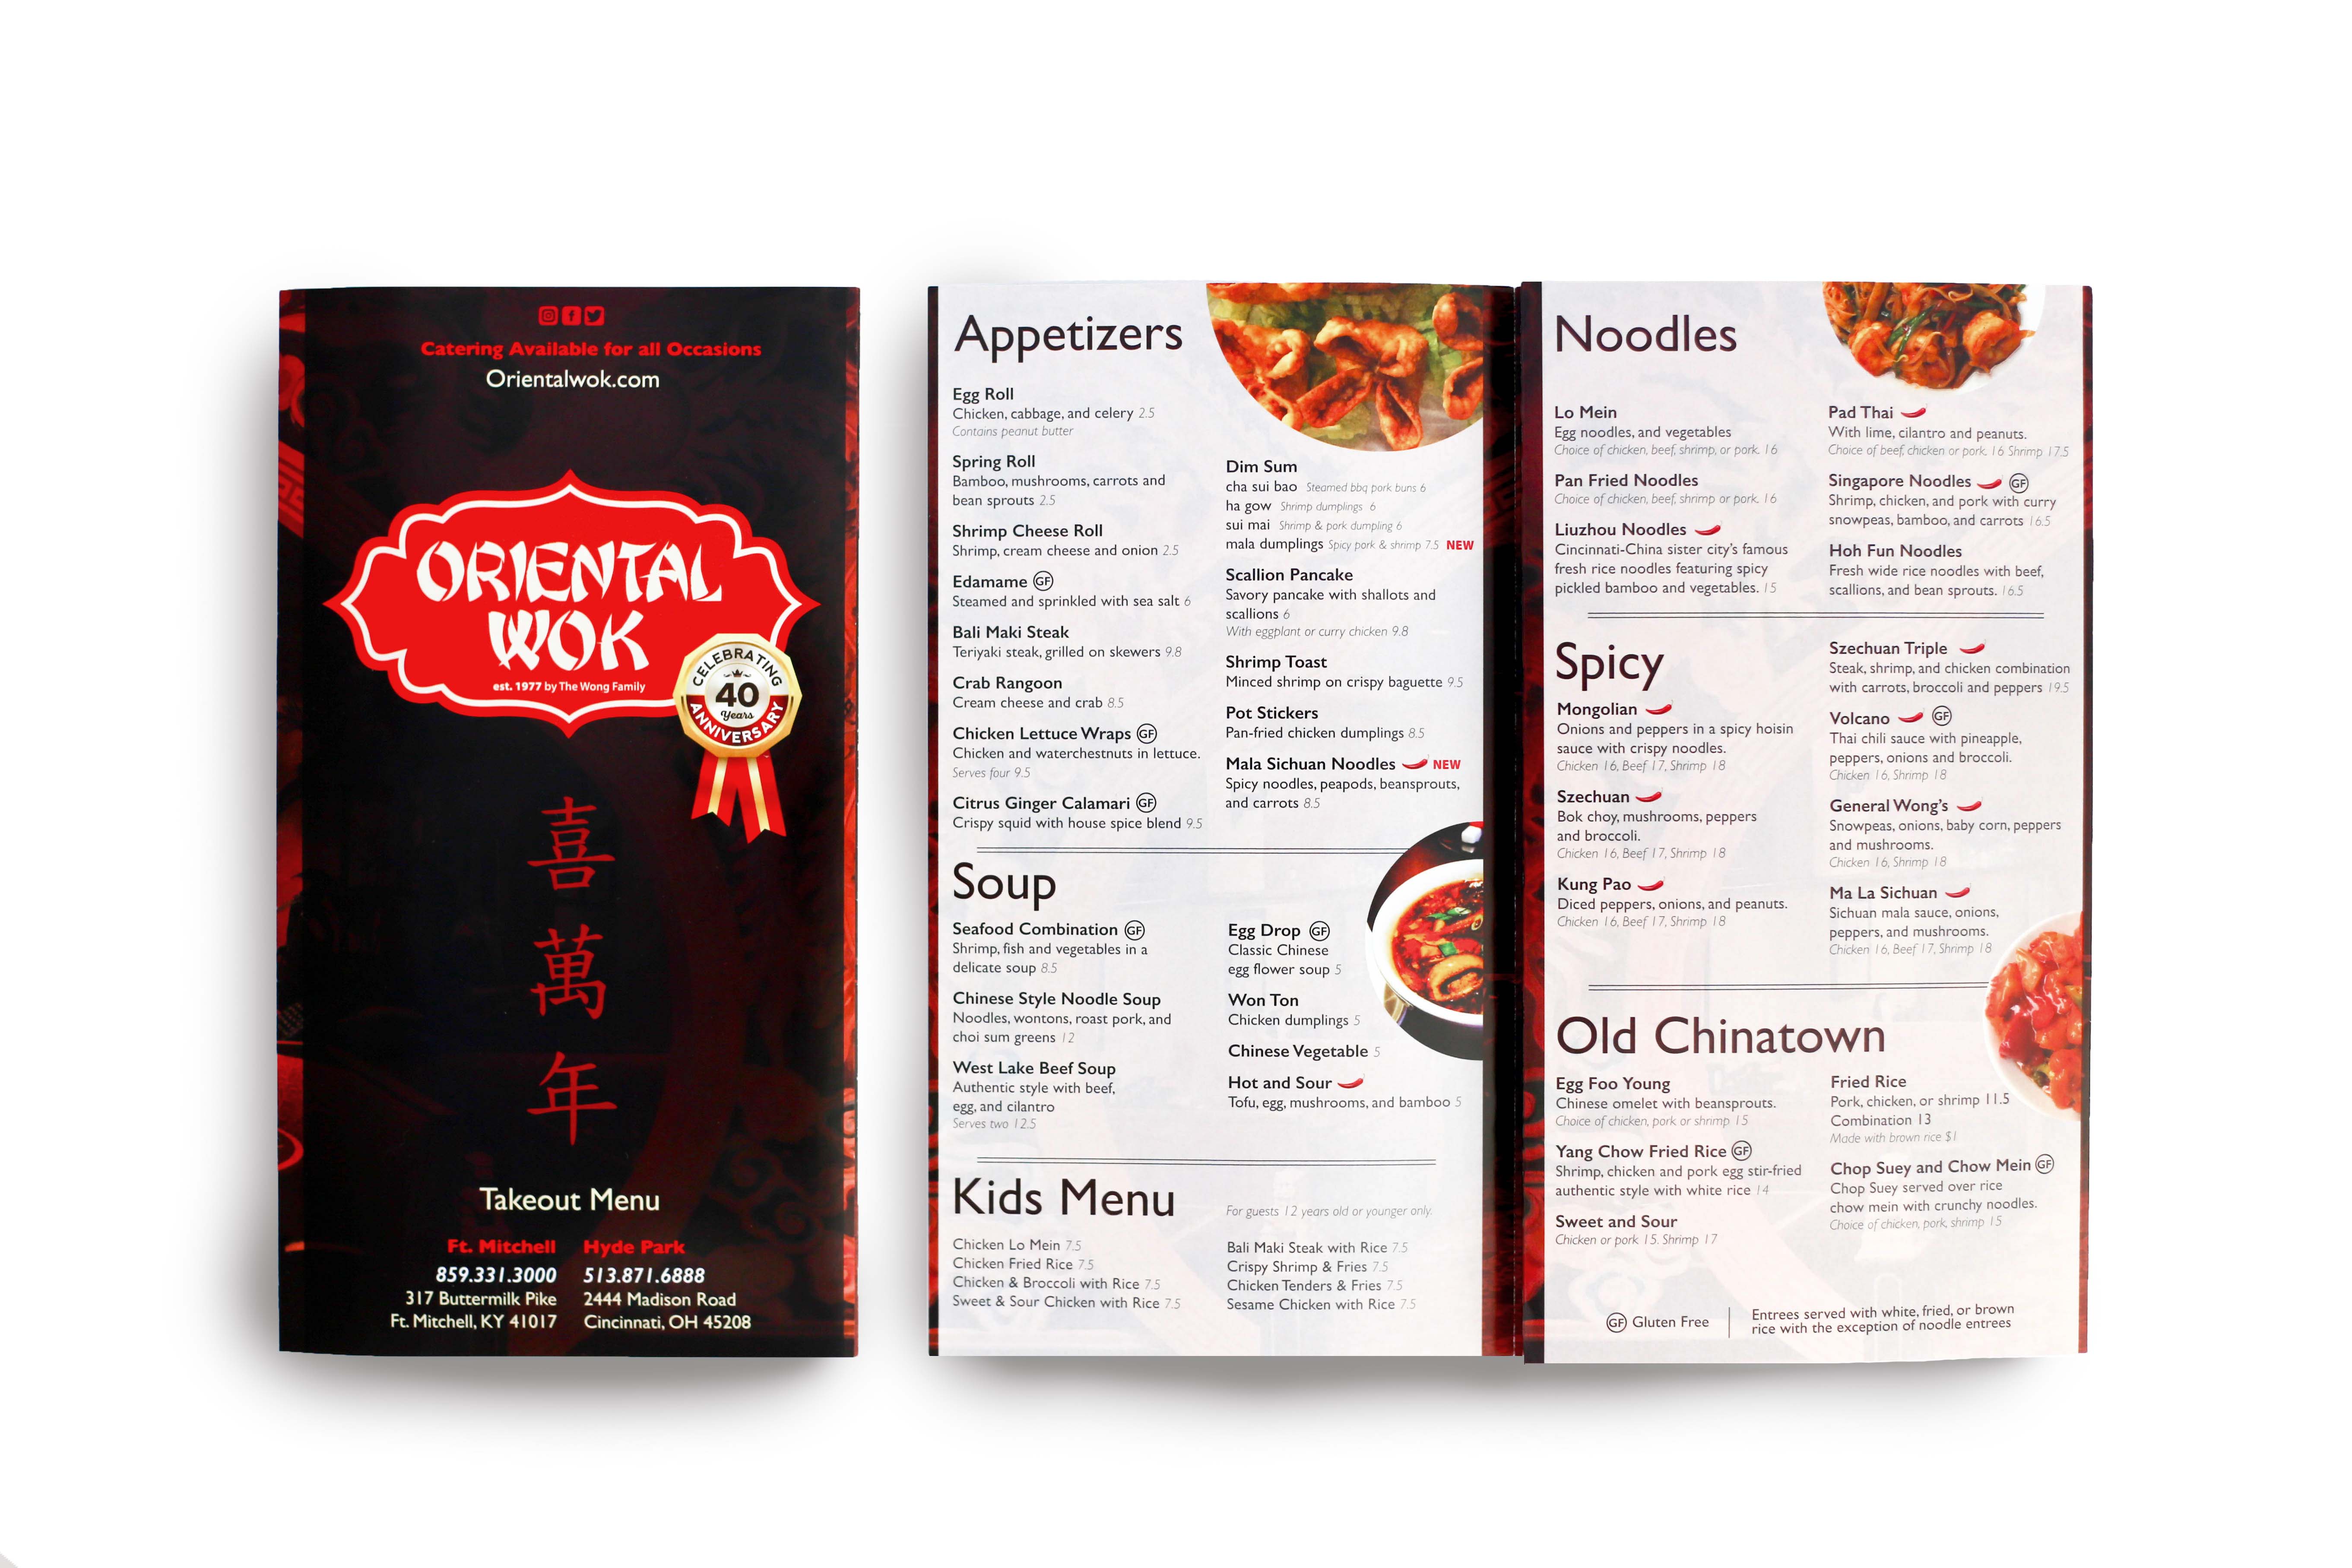 Catering Available for all Occasions
Orientalwok.com
ORIENTAL
WOK
est. 1977 by The Wong Family
CELEBRATING
40
Years
ANNIVERSARY
喜
萬
年
Takeout Menu
Ft. Mitchell
859.331.3000
317 Buttermilk Pike
Ft. Mitchell, KY 41017
Hyde Park
513.871.6888
2444 Madison Road
Cincinnati, OH 45208
Appetizers
Egg Roll
Chicken, cabbage, and celery 2.5
Contains peanut butter
Spring Roll
Bamboo, mushrooms, carrots and
bean sprouts 2.5
Shrimp Cheese Roll
Shrimp, cream cheese and onion 2.5
Edamame GF
Steamed and sprinkled with sea salt 6
Bali Maki Steak
Teriyaki steak, grilled on skewers 9.8
Crab Rangoon
Cream cheese and crab 8.5
Chicken Lettuce Wraps GF
Chicken and waterchestnuts in lettuce.
Serves four 9.5
Citrus Ginger Calamari GF
Crispy squid with house spice blend 9.5
Dim Sum
cha sui bao Steamed bbq pork buns 6
ha gow Shrimp dumplings 6
sui mai Shrimp & pork dumpling 6
mala dumplings Spicy pork & shrimp 7.5 NEW
Scallion Pancake
Savory pancake with shallots and
scallions 6
With eggplant or curry chicken 9.8
Shrimp Toast
Minced shrimp on crispy baguette 9.5
Pot Stickers
Pan-fried chicken dumplings 8.5
Mala Sichuan Noodles NEW
Spicy noodles, peapods, beansprouts,
and carrots 8.5
Soup
Seafood Combination GF
Shrimp, fish and vegetables in a
delicate soup 8.5
Chinese Style Noodle Soup
Noodles, wontons, roast pork, and
choi sum greens 12
West Lake Beef Soup
Authentic style with beef,
egg, and cilantro
Serves two 12.5
Egg Drop GF
Classic Chinese
egg flower soup 5
Won Ton
Chicken dumplings 5
Chinese Vegetable 5
Hot and Sour
Tofu, egg, mushrooms, and bamboo 5
Kids Menu
For guests 12 years old or younger only.
Chicken Lo Mein 7.5
Chicken Fried Rice 7.5
Chicken & Broccoli with Rice 7.5
Sweet & Sour Chicken with Rice 7.5
Bali Maki Steak with Rice 7.5
Crispy Shrimp & Fries 7.5
Chicken Tenders & Fries 7.5
Sesame Chicken with Rice 7.5
Noodles
Lo Mein
Egg noodles, and vegetables
Choice of chicken, beef, shrimp, or pork. 16
Pan Fried Noodles
Choice of chicken, beef, shrimp or pork. 16
Liuzhou Noodles
Cincinnati-China sister city's famous
fresh rice noodles featuring spicy
pickled bamboo and vegetables. 15
Pad Thai
With lime, cilantro and peanuts.
Choice of beef, chicken or pork. 16 Shrimp 17.5
Singapore Noodles GF
Shrimp, chicken, and pork with curry
snowpeas, bamboo, and carrots 16.5
Hoh Fun Noodles
Fresh wide rice noodles with beef,
scallions, and bean sprouts. 16.5
Spicy
Mongolian
Onions and peppers in a spicy hoisin
sauce with crispy noodles.
Chicken 16, Beef 17, Shrimp 18
Szechuan
Bok choy, mushrooms, peppers
and broccoli.
Chicken 16, Beef 17, Shrimp 18
Kung Pao
Diced peppers, onions, and peanuts.
Chicken 16, Beef 17, Shrimp 18
Szechuan Triple
Steak, shrimp, and chicken combination
with carrots, broccoli and peppers 19.5
Volcano GF
Thai chili sauce with pineapple,
peppers, onions and broccoli.
Chicken 16, Shrimp 18
General Wong's
Snowpeas, onions, baby corn, peppers
and mushrooms.
Chicken 16, Shrimp 18
Ma La Sichuan
Sichuan mala sauce, onions,
peppers, and mushrooms.
Chicken 16, Beef 17, Shrimp 18
Old Chinatown
Egg Foo Young
Chinese omelet with beansprouts.
Choice of chicken, pork or shrimp 15
Yang Chow Fried Rice GF
Shrimp, chicken and pork egg stir-fried
authentic style with white rice 14
Sweet and Sour
Chicken or pork 15. Shrimp 17
Fried Rice
Pork, chicken, or shrimp 11.5
Combination 13
Made with brown rice $1
Chop Suey and Chow Mein GF
Chop Suey served over rice
chow mein with crunchy noodles.
Choice of chicken, pork, shrimp 15
GF Gluten Free
Entrees served with white, fried, or brown
rice with the exception of noodle entrees